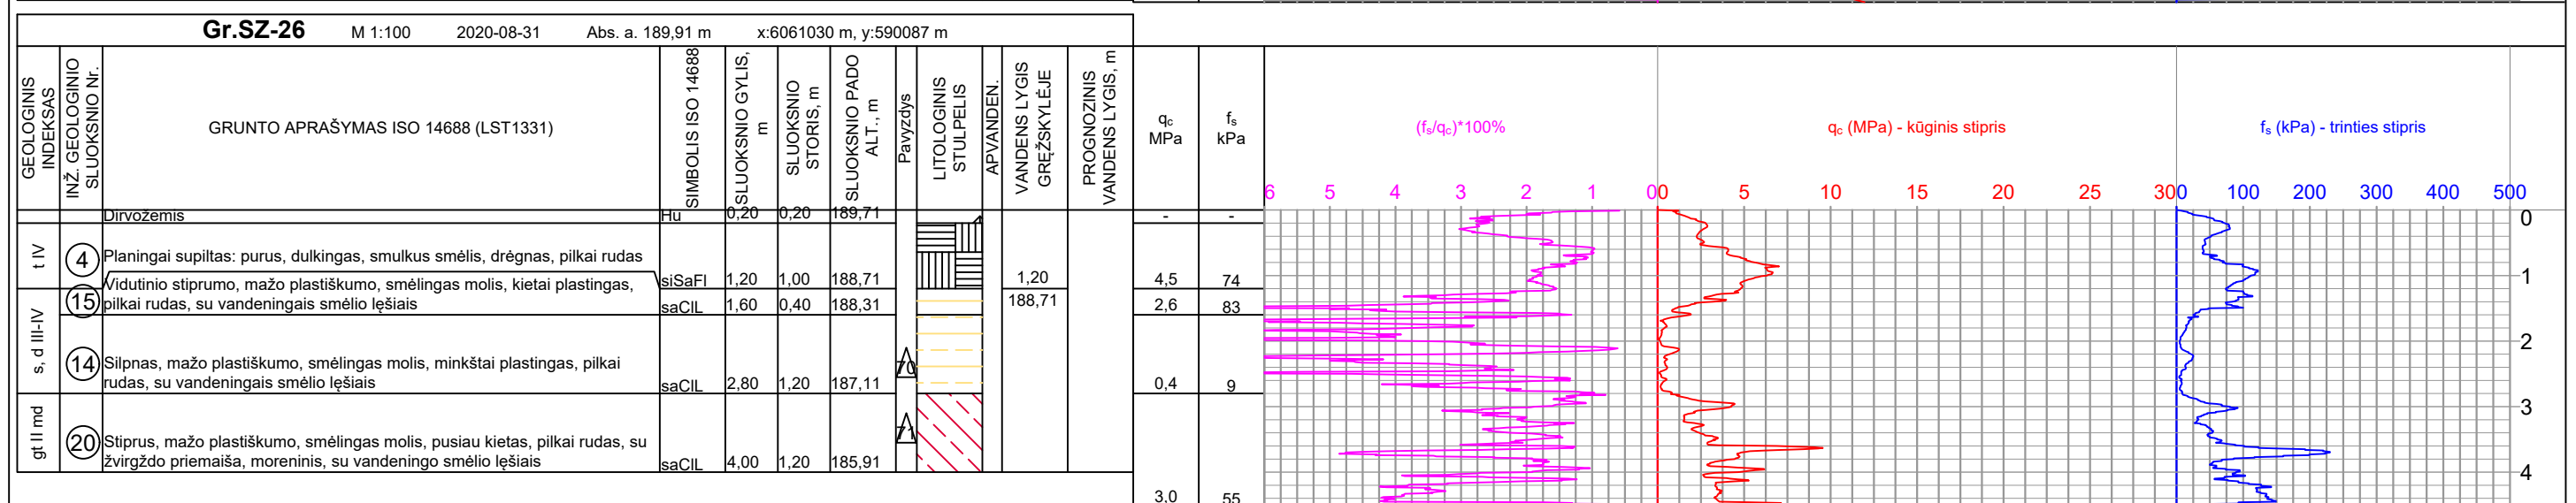 Gr.SZ-26 M 1:100 2020-08-31 Abs. a. 189,91 m x:6061030 m, y:590087 m
GEOLOGINIS
INDEKSAS
INŽ. GEOLOGINIO
SLUOKSNIO Nr.
GRUNTO APRAŠYMAS ISO 14688 (LST1331)
SIMBOLIS ISO 14688
SLUOKSNIO GYLIS,
m
SLUOKSNIO
STORIS, m
SLUOKSNIO PADO
ALT., m
Pavyzdys
LITOLOGINIS
STULPELIS
APVANDEN.
VANDENS LYGIS
GRĘŽSKYLĖJE
PROGNOZINIS
VANDENS LYGIS, m
qc
MPa
fs
kPa
(fs/qc)*100%
qc (MPa) - kūginis stipris
fs (kPa) - trinties stipris
6 5 4 3 2 1 0
0 5 10 15 20 25 30
0 100 200 300 400 500
Dirvožemis Hu 0,20 0,20 189,71 - -
0
t IV
4 Planingai supiltas: purus, dulkingas, smulkus smėlis, drėgnas, pilkai rudas
siSaFl 1,20 1,00 188,71 1,20 4,5 74
1
s, d III-IV
15 Vidutinio stiprumo, mažo plastiškumo, smėlingas molis, kietai plastingas,
pilkai rudas, su vandeningais smėlio lęšiais saClL 1,60 0,40 188,31 188,71 2,6 83
2
14 Silpnas, mažo plastiškumo, smėlingas molis, minkštai plastingas, pilkai
rudas, su vandeningais smėlio lęšiais saClL 2,80 1,20 187,11 70 0,4 9
3
gt II md
20 Stiprus, mažo plastiškumo, smėlingas molis, pusiau kietas, pilkai rudas, su
žvirgždo priemaiša, moreninis, su vandeningo smėlio lęšiais saClL 4,00 1,20 185,91 71
4
3,0 55